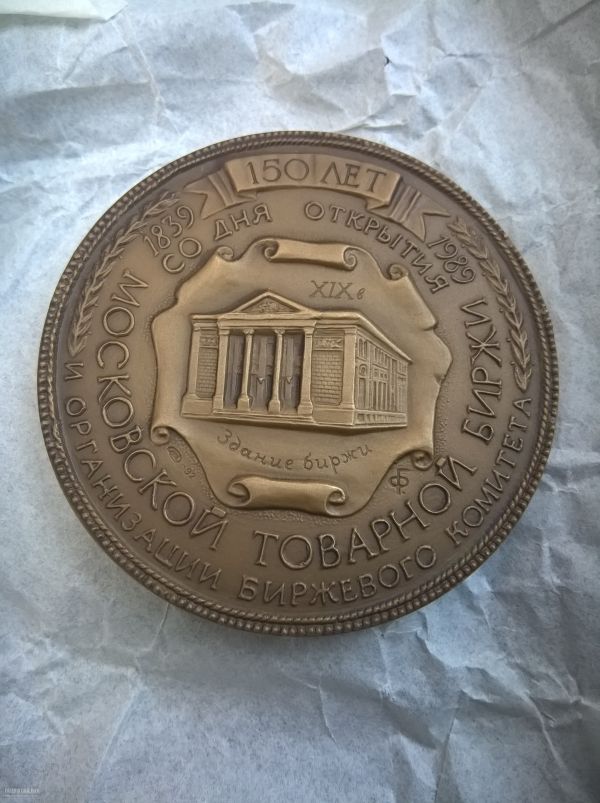 150 ЛЕТ
1839
1989
СО ДНЯ ОТКРЫТИЯ
МОСКОВСКОЙ ТОВАРНОЙ БИРЖИ
И ОРГАНИЗАЦИИ БИРЖЕВОГО КОМИТЕТА
XIX в
Здание биржи